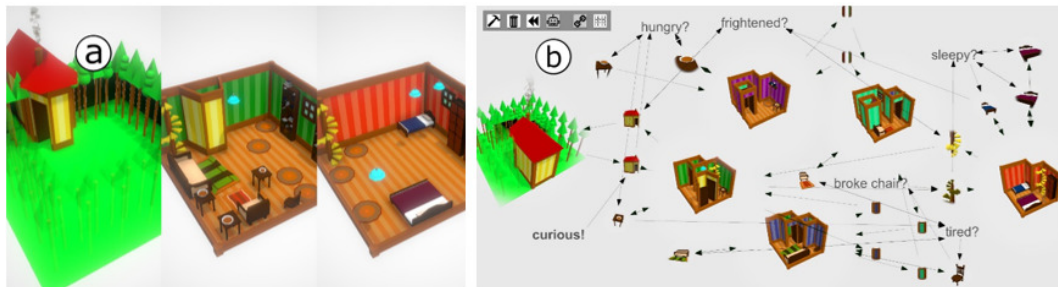 a
b
hungry?
frightened?
sleepy?
broke chair?
curious!
tired?